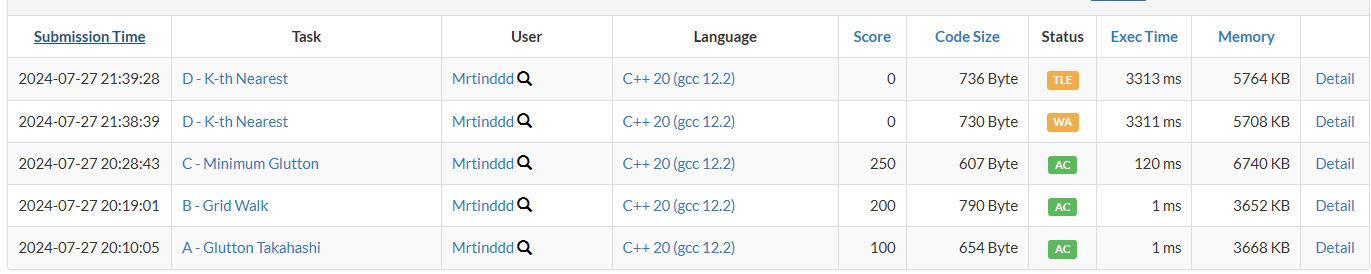 Submission Time Task User Language Score Code Size Status Exec Time Memory
2024-07-27 21:39:28 D - K-th Nearest Mrtinddd C++ 20 (gcc 12.2) 0 736 Byte TLE 3313 ms 5764 KB Detail
2024-07-27 21:38:39 D - K-th Nearest Mrtinddd C++ 20 (gcc 12.2) 0 730 Byte WA 3311 ms 5708 KB Detail
2024-07-27 20:28:43 C - Minimum Glutton Mrtinddd C++ 20 (gcc 12.2) 250 607 Byte AC 120 ms 6740 KB Detail
2024-07-27 20:19:01 B - Grid Walk Mrtinddd C++ 20 (gcc 12.2) 200 790 Byte AC 1 ms 3652 KB Detail
2024-07-27 20:10:05 A - Glutton Takahashi Mrtinddd C++ 20 (gcc 12.2) 100 654 Byte AC 1 ms 3668 KB Detail